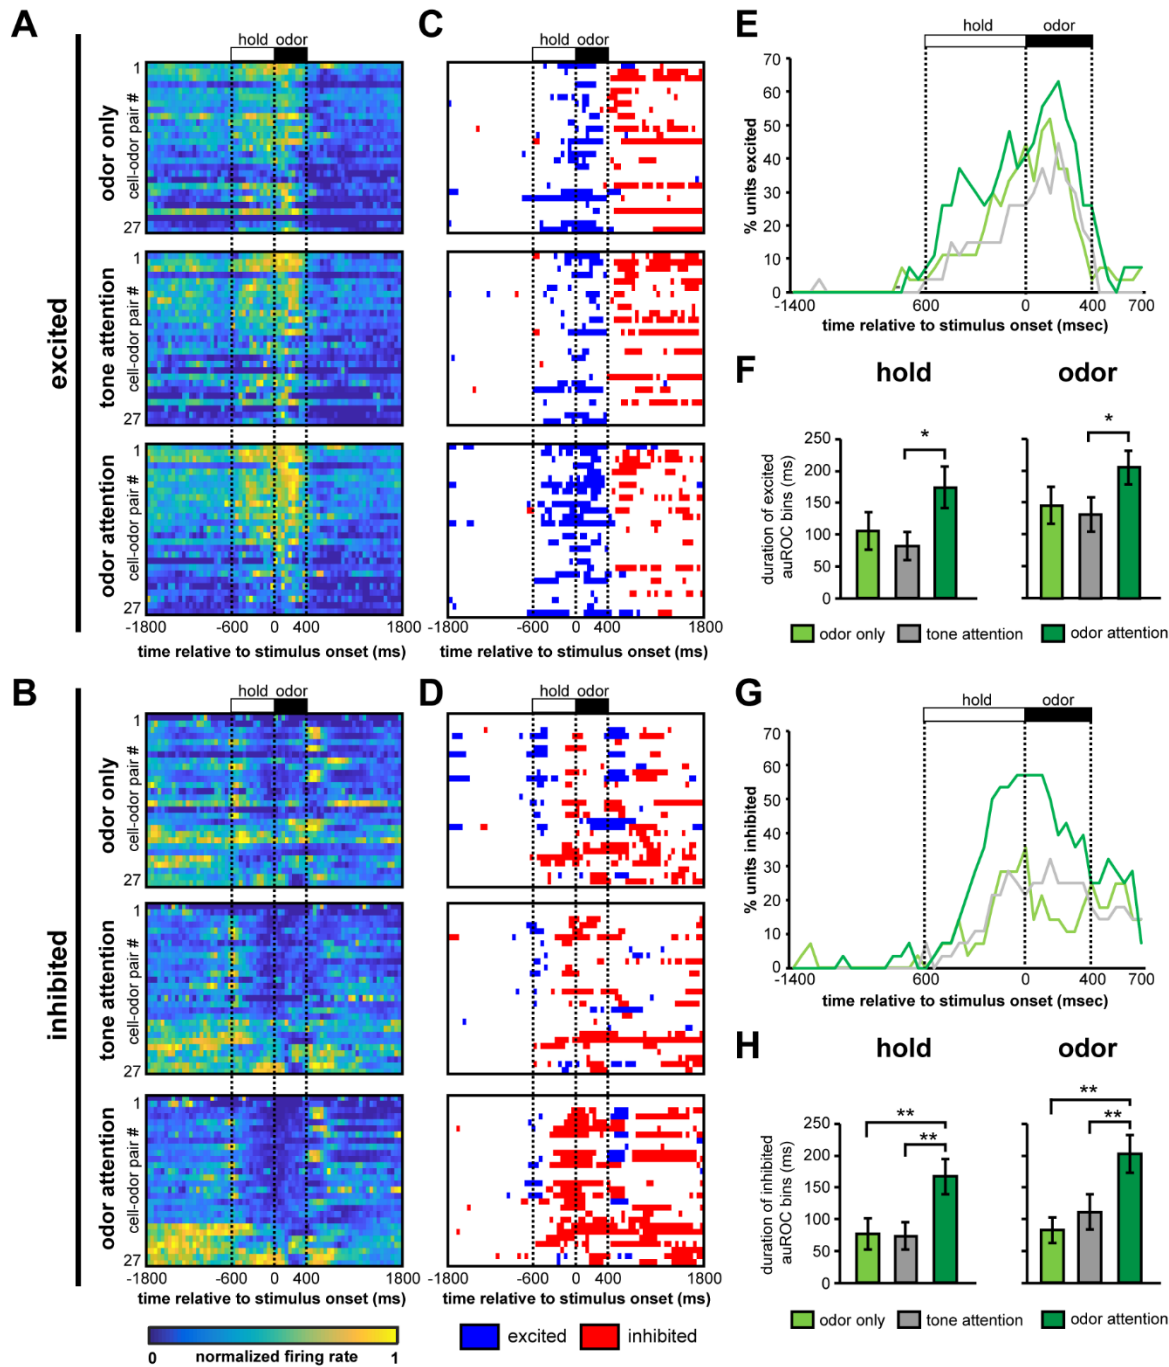 A
hold odor
excited
odor only
cell-odor pair #
1
27
tone attention
cell-odor pair #
1
27
odor attention
cell-odor pair #
1
27
-1800 -600 0 400 1800
time relative to stimulus onset (ms)
C
hold odor
-1800 -600 0 400 1800
time relative to stimulus onset (ms)
E
hold odor
% units excited
70
60
50
40
30
20
10
0
-1400 600 0 400 700
time relative to stimulus onset (msec)
F
hold odor
duration of excited
auROC bins (ms)
250
200
150
100
50
0
*
*
odor only tone attention odor attention
B
hold odor
inhibited
odor only
cell-odor pair #
1
27
tone attention
cell-odor pair #
1
27
odor attention
cell-odor pair #
1
27
-1800 -600 0 400 1800
time relative to stimulus onset (ms)
0 normalized firing rate 1
D
hold odor
-1800 -600 0 400 1800
time relative to stimulus onset (ms)
excited inhibited
G
hold odor
% units inhibited
70
60
50
40
30
20
10
0
-1400 600 0 400 700
time relative to stimulus onset (msec)
H
hold odor
duration of inhibited
auROC bins (ms)
250
200
150
100
50
0
**
**
**
**
odor only tone attention odor attention